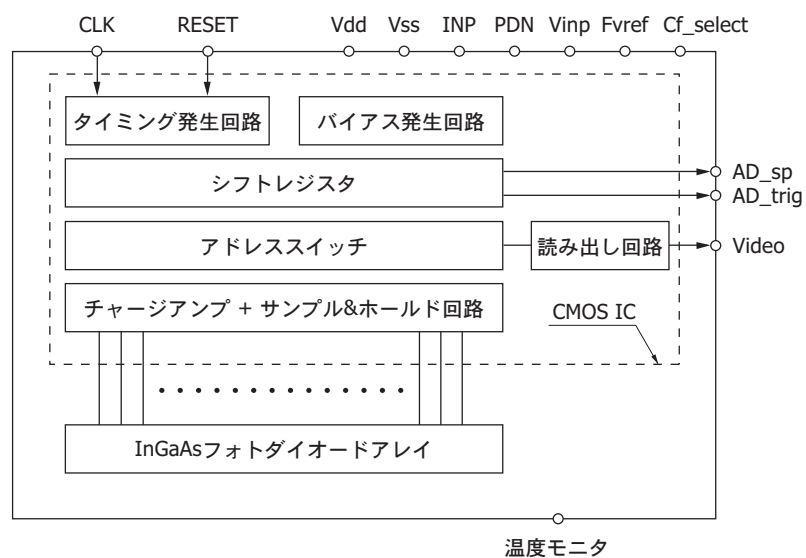 CLK RESET Vdd Vss INP PDN Vinp Fvref Cf_select
タイミング発生回路 バイアス発生回路
シフトレジスタ AD_sp
AD_trig
アドレススイッチ 読み出し回路 Video
チャージアンプ + サンプル&ホールド回路
CMOS IC
InGaAsフォトダイオードアレイ
温度モニタ